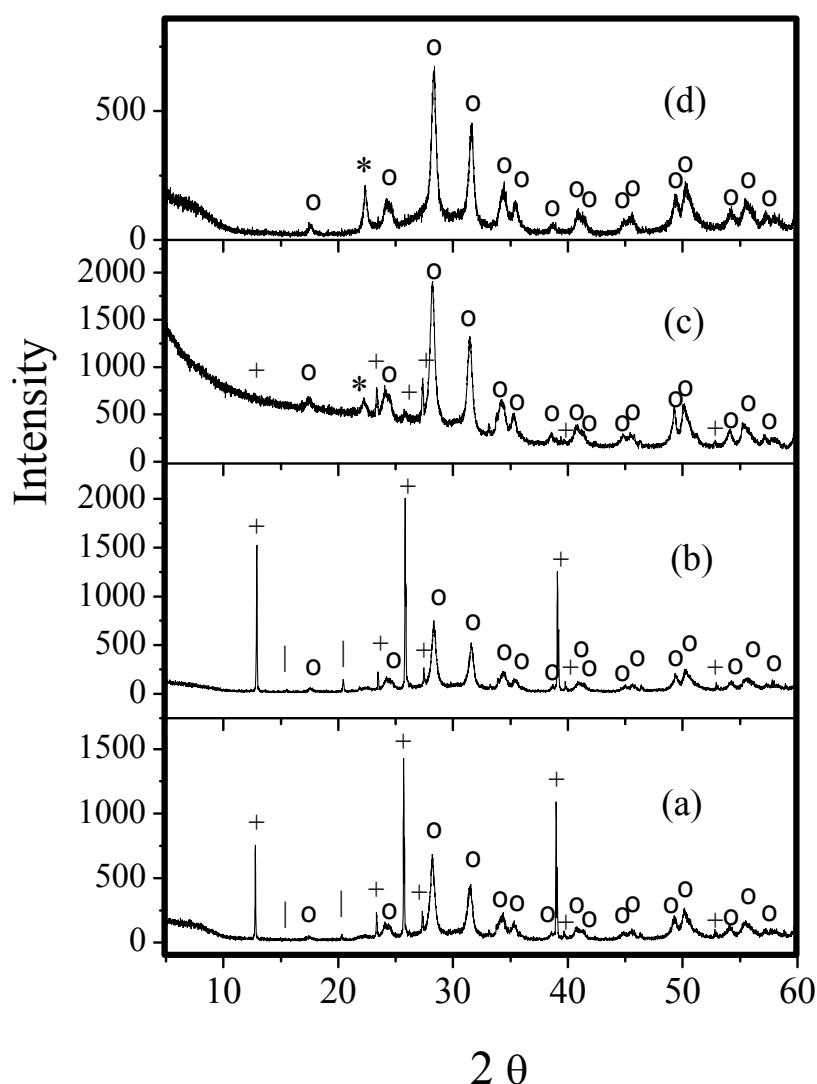 Intensity
500
0
(d)
o
o
o
*
o
o
o
o
o
o
o
o
o
o
o
o
o
2000
1500
1000
500
0
(c)
o
o
+
o
*
+
o
+
+
o
o
o
+
o
o
o
o
o
o
+
o
o
o
2000
1500
1000
500
0
(b)
+
+
+
|
o
|
+
o
+
o
o
o
o
o
+
o
o
o
o
o
o
+
o
o
o
1500
1000
500
0
(a)
+
+
+
|
o
|
+
o
+
o
o
o
o
o
+
o
o
o
o
o
o
+
o
o
o
10 20 30 40 50 60
2 θ